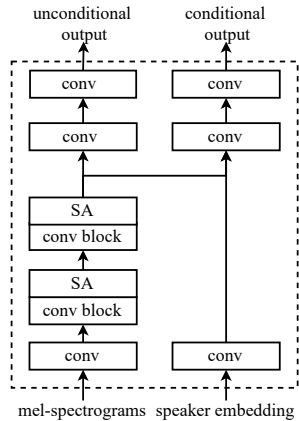 unconditional
output
conditional
output
conv
conv
conv
conv
SA
conv block
SA
conv block
conv
conv
mel-spectrograms
speaker embedding